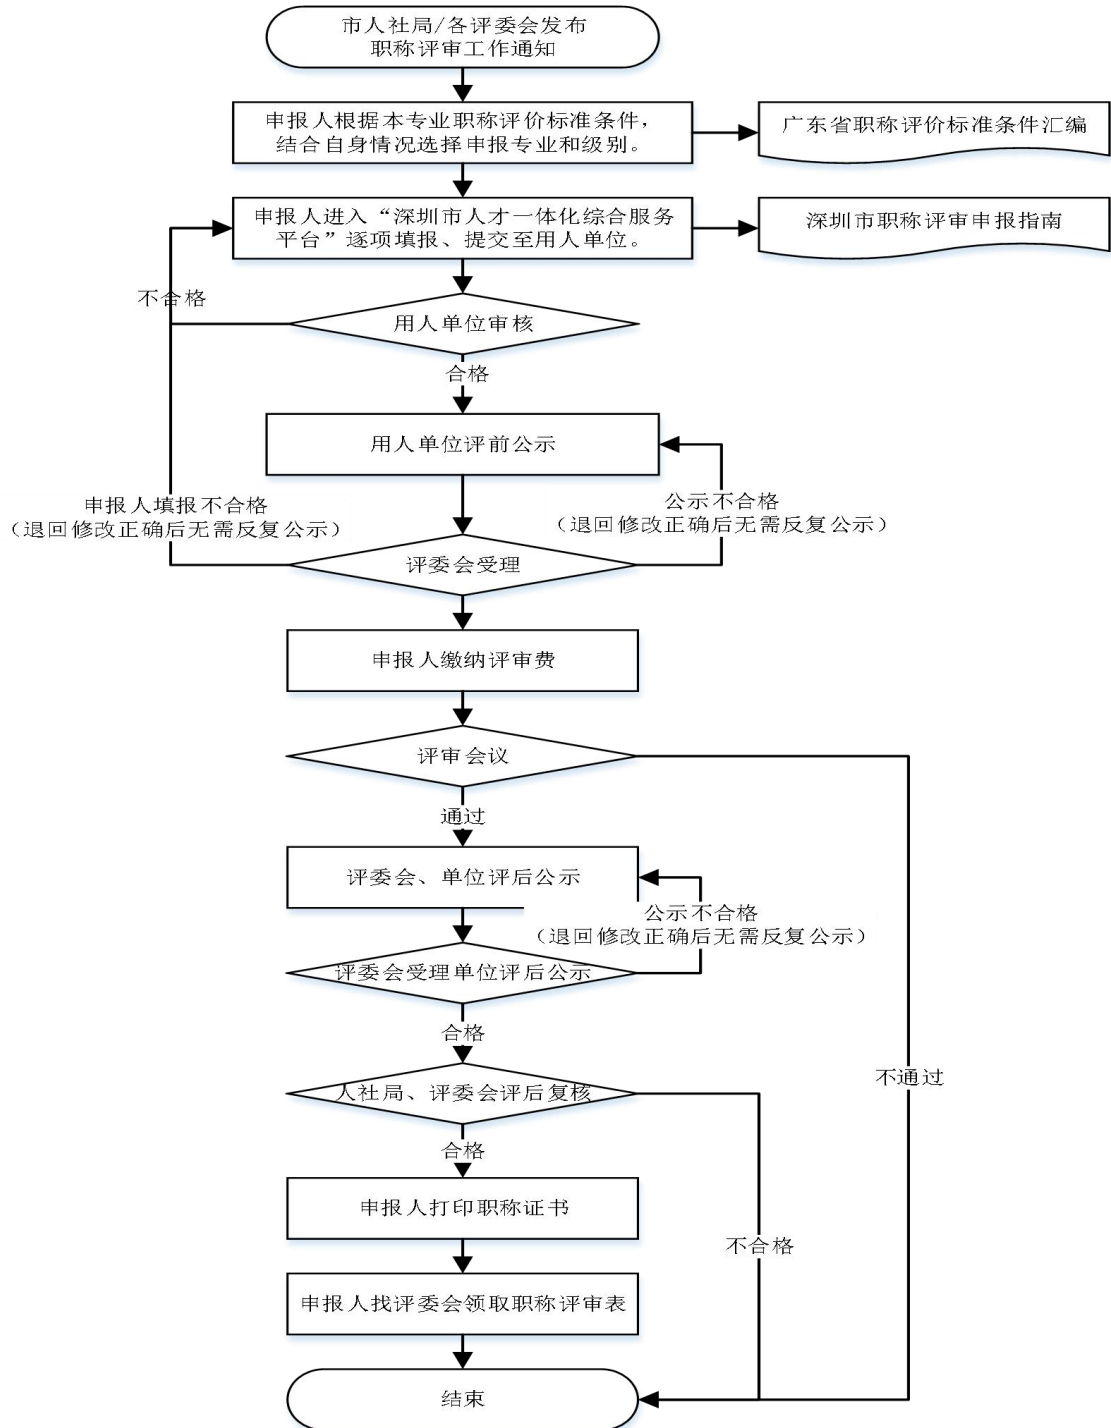 市人社局/各评委会发布
职称评审工作通知
申报人根据本专业职称评价标准条件，
结合自身情况选择申报专业和级别。
广东省职称评价标准条件汇编
申报人进入“深圳市人才一体化综合服务
平台”逐项填报、提交至用人单位。
深圳市职称评审申报指南
不合格
用人单位审核
合格
用人单位评前公示
申报人填报不合格
（退回修改正确后无需反复公示）
公示不合格
（退回修改正确后无需反复公示）
评委会受理
申报人缴纳评审费
评审会议
通过
评委会、单位评后公示
公示不合格
（退回修改正确后无需反复公示）
评委会受理单位评后公示
合格
不通过
人社局、评委会评后复核
合格
申报人打印职称证书
不合格
申报人找评委会领取职称评审表
结束